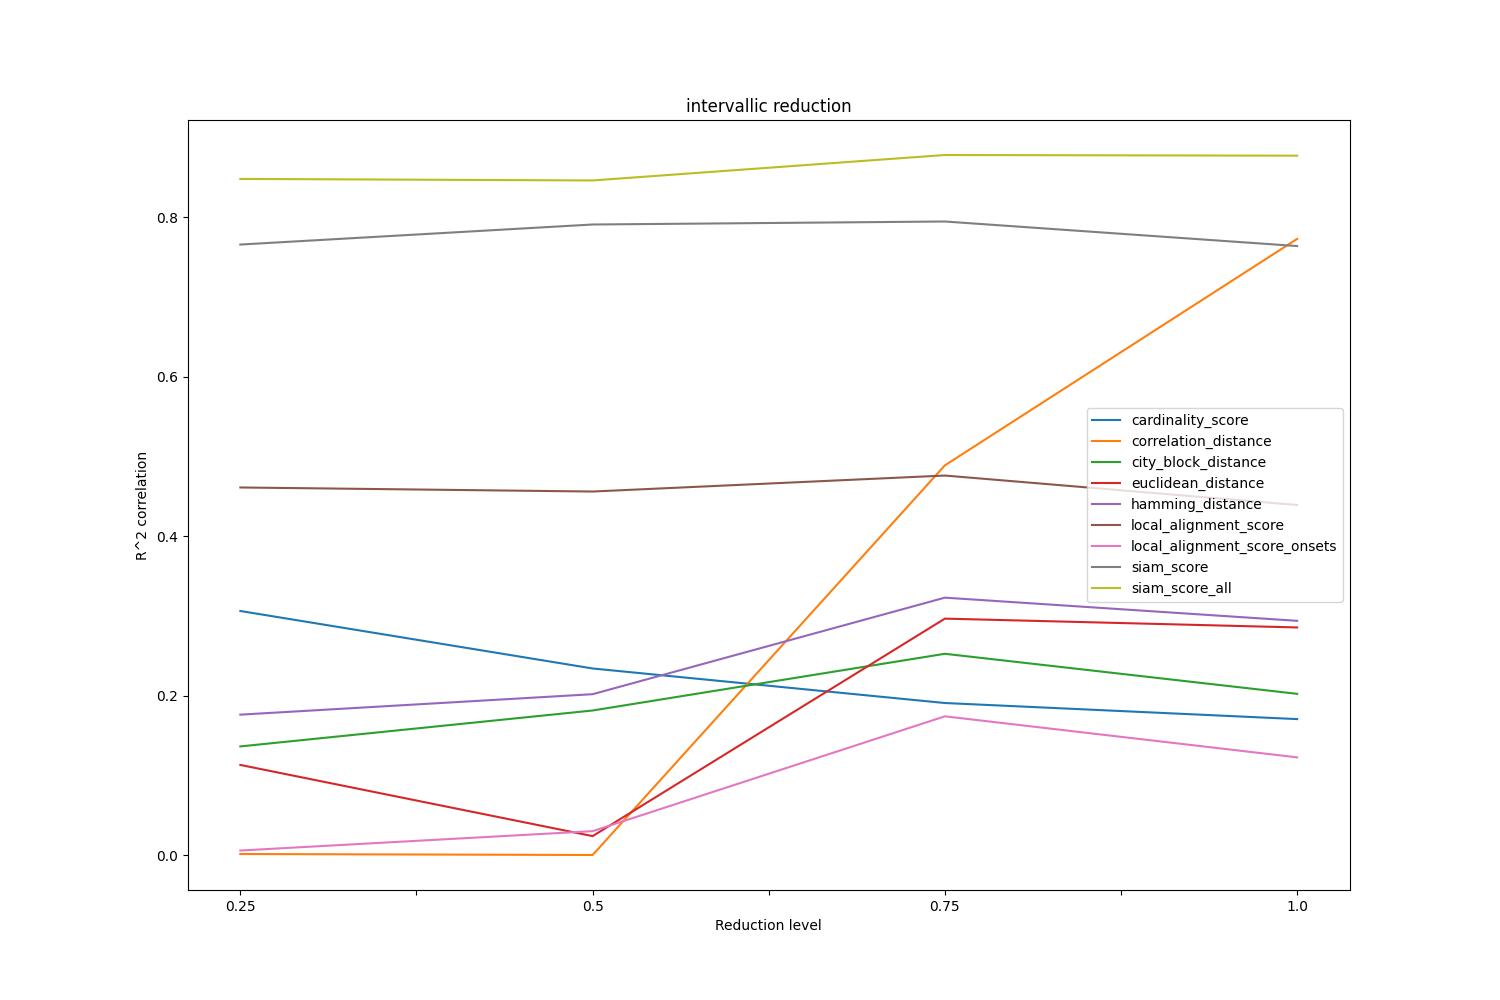 intervallic reduction
0.8
0.6
0.4
0.2
0.0
R^2 correlation
cardinality_score
correlation_distance
city_block_distance
euclidean_distance
hamming_distance
local_alignment_score
local_alignment_score_onsets
siam_score
siam_score_all
0.25 0.5 0.75 1.0
Reduction level